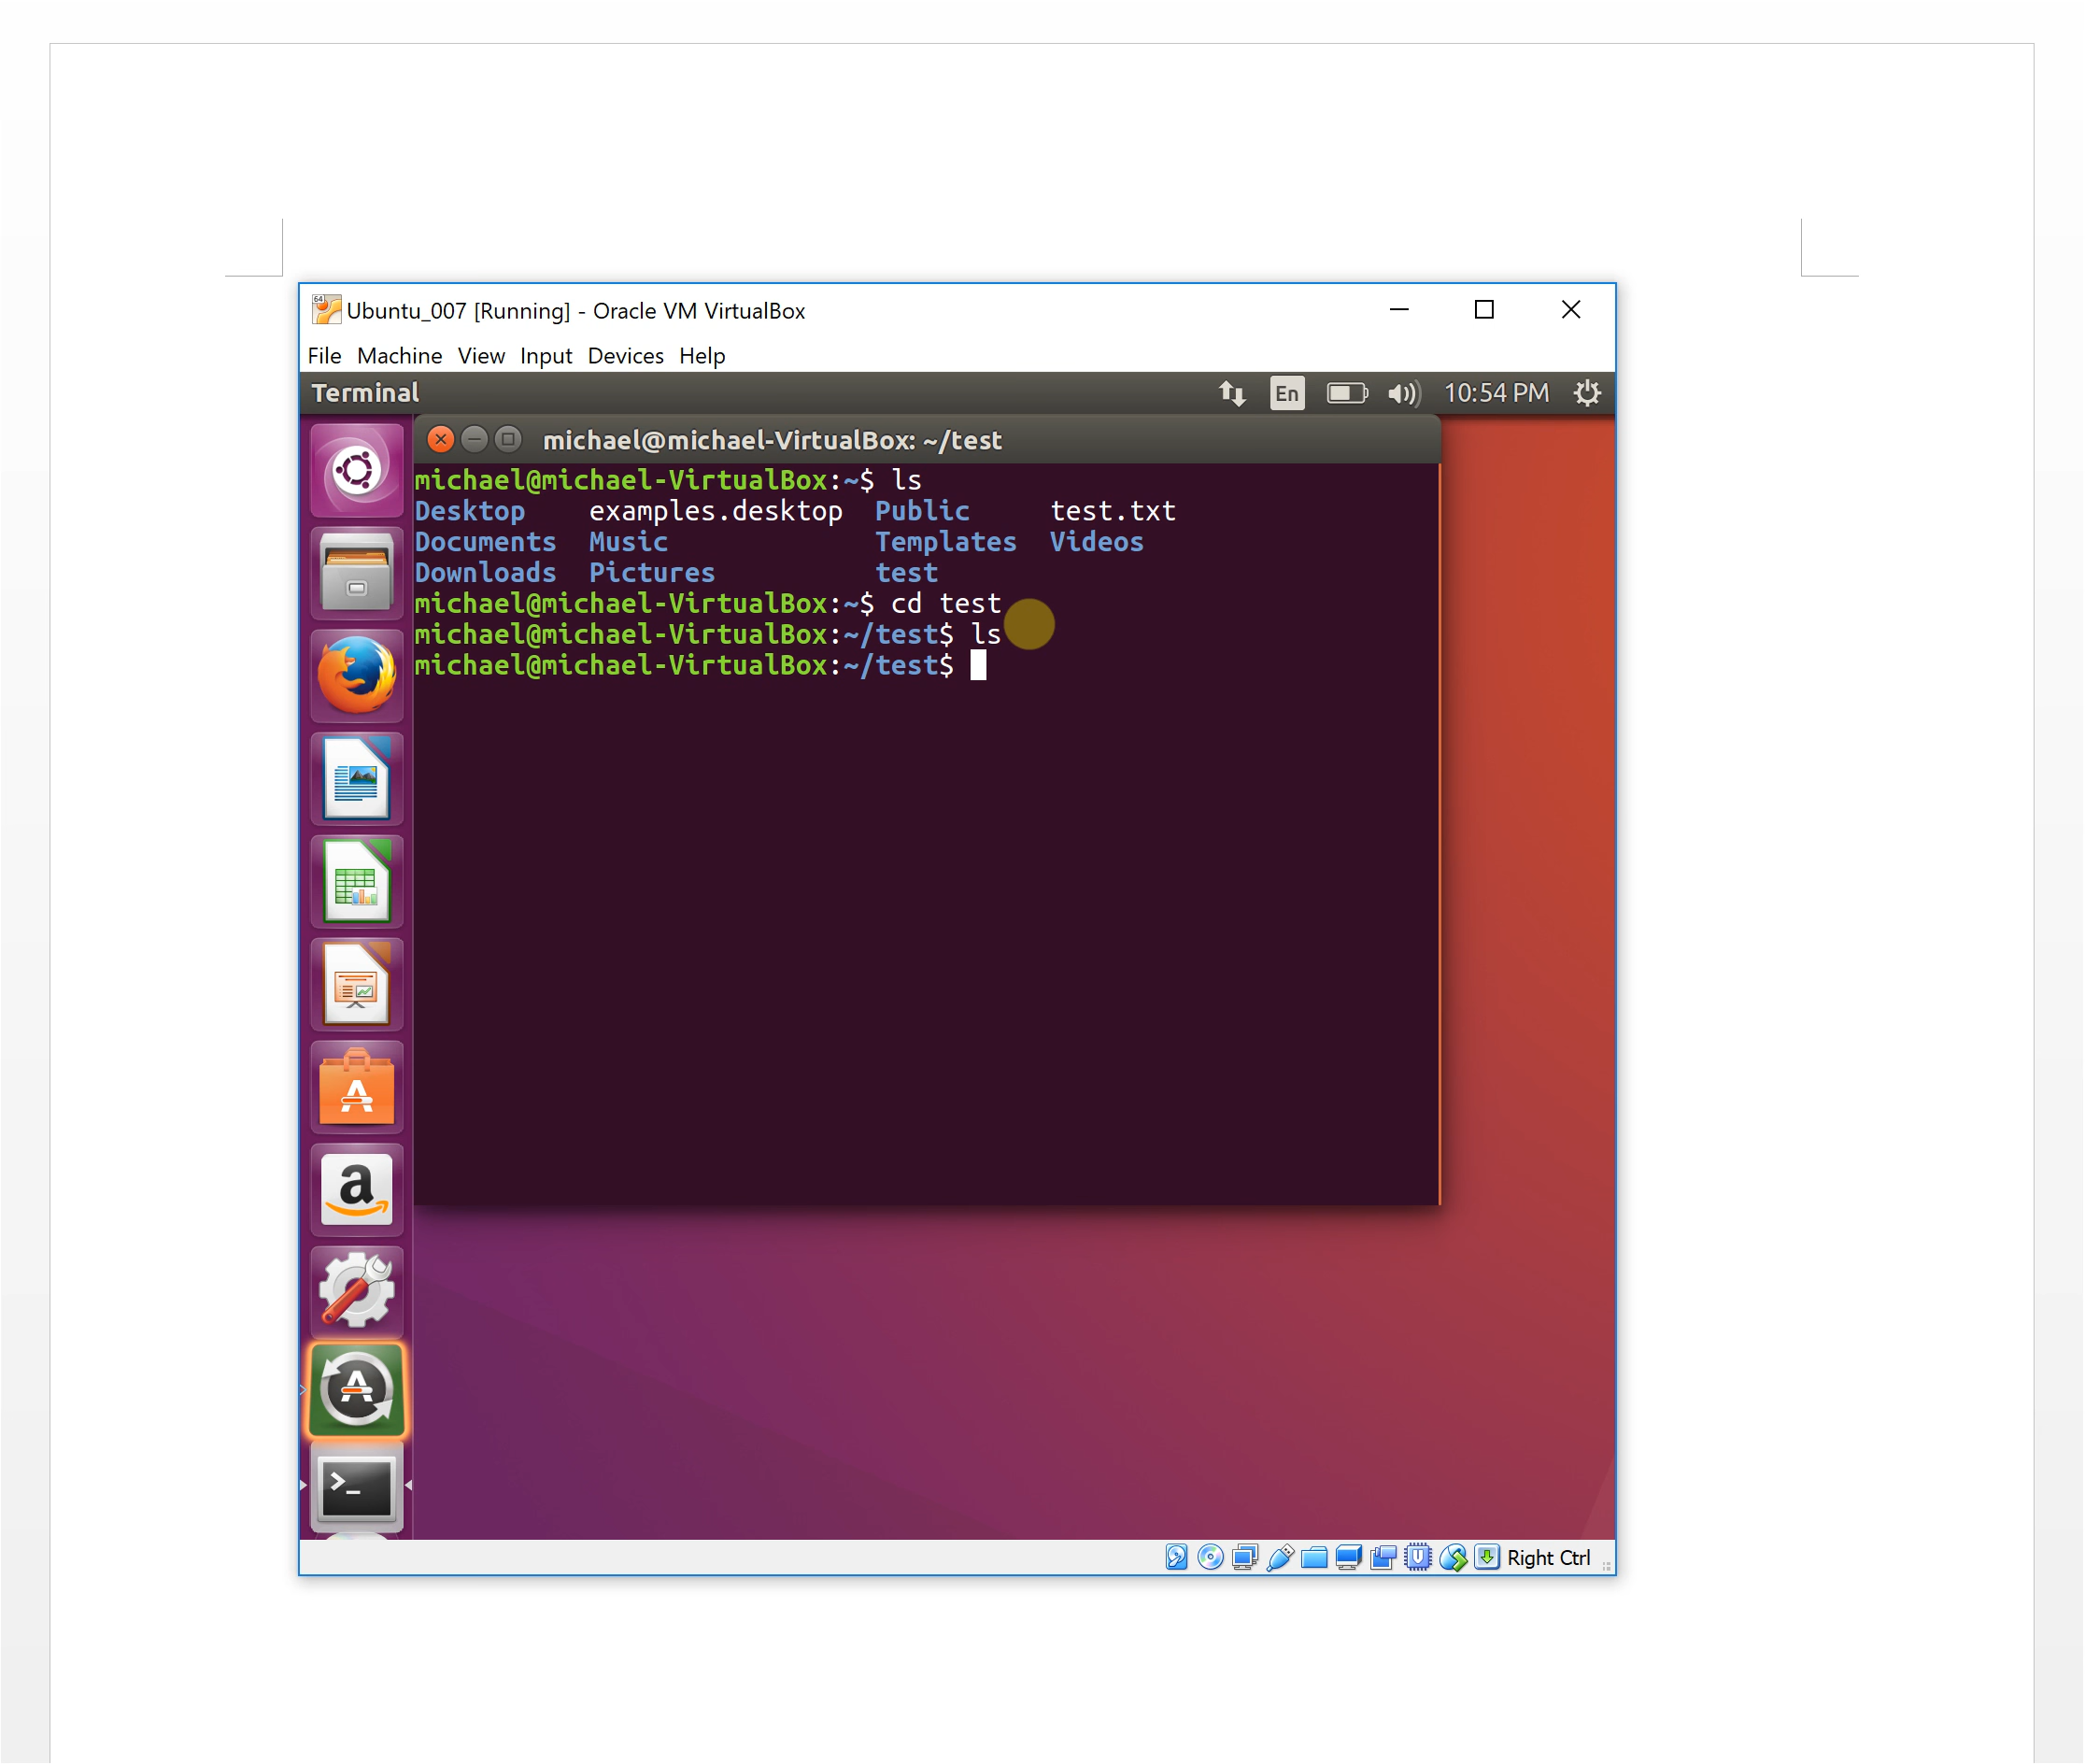 Ubuntu_007 [Running] - Oracle VM VirtualBox
File Machine View Input Devices Help
Terminal En 10:54 PM
michael@michael-VirtualBox: ~/test
michael@michael-VirtualBox:~$ ls
Desktop examples.desktop Public test.txt
Documents Music Templates Videos
Downloads Pictures test
michael@michael-VirtualBox:~$ cd test
michael@michael-VirtualBox:~/test$ ls
michael@michael-VirtualBox:~/test$
Right Ctrl